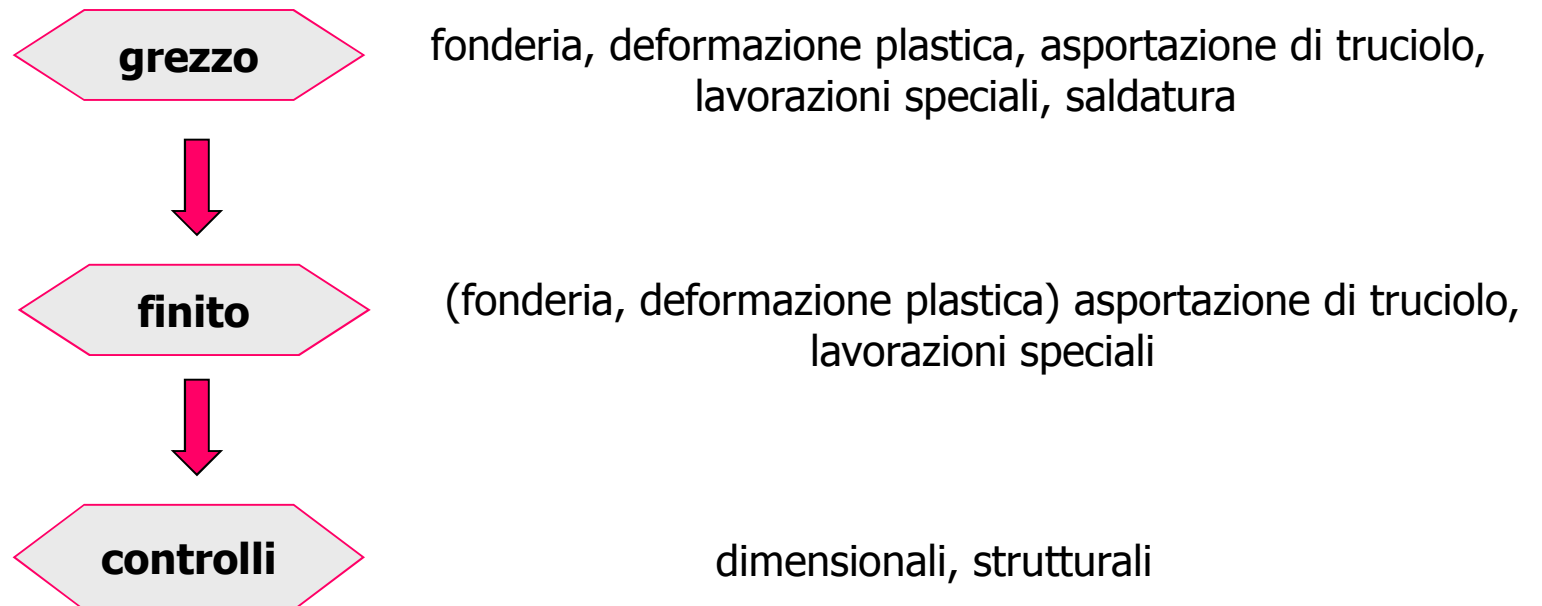 grezzo
fonderia, deformazione plastica, asportazione di truciolo,
lavorazioni speciali, saldatura
finito
(fonderia, deformazione plastica) asportazione di truciolo,
lavorazioni speciali
controlli
dimensionali, strutturali